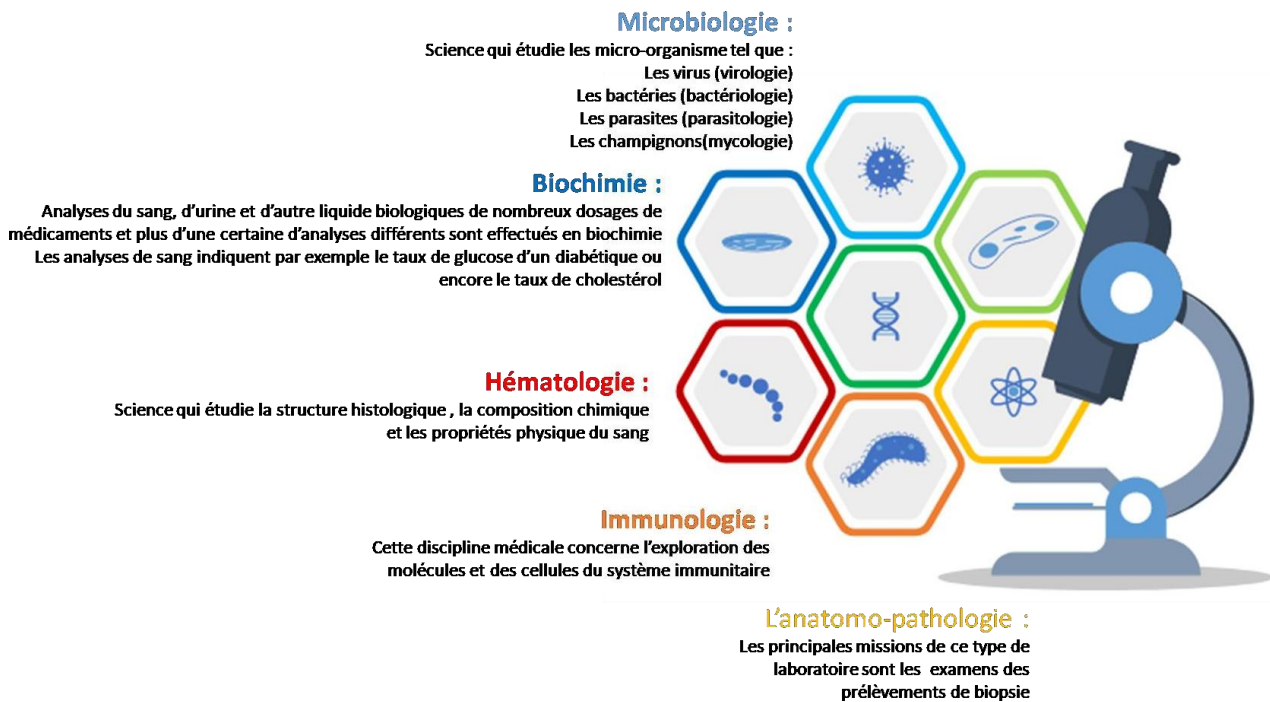 Microbiologie :
Science qui étudie les micro-organisme tel que :
Les virus (virologie)
Les bactéries (bactériologie)
Les parasites (parasitologie)
Les champignons(mycologie)
Biochimie :
Analyses du sang, d'urine et d'autre liquide biologiques de nombreux dosages de
médicaments et plus d'une certaine d'analyses différents sont effectués en biochimie
Les analyses de sang indiquent par exemple le taux de glucose d'un diabétique ou
encore le taux de cholestérol
Hématologie :
Science qui étudie la structure histologique , la composition chimique
et les propriétés physique du sang
Immunologie :
Cette discipline médicale concerne l'exploration des
molécules et des cellules du système immunitaire
L'anatomo-pathologie :
Les principales missions de ce type de
laboratoire sont les examens des
prélèvements de biopsie